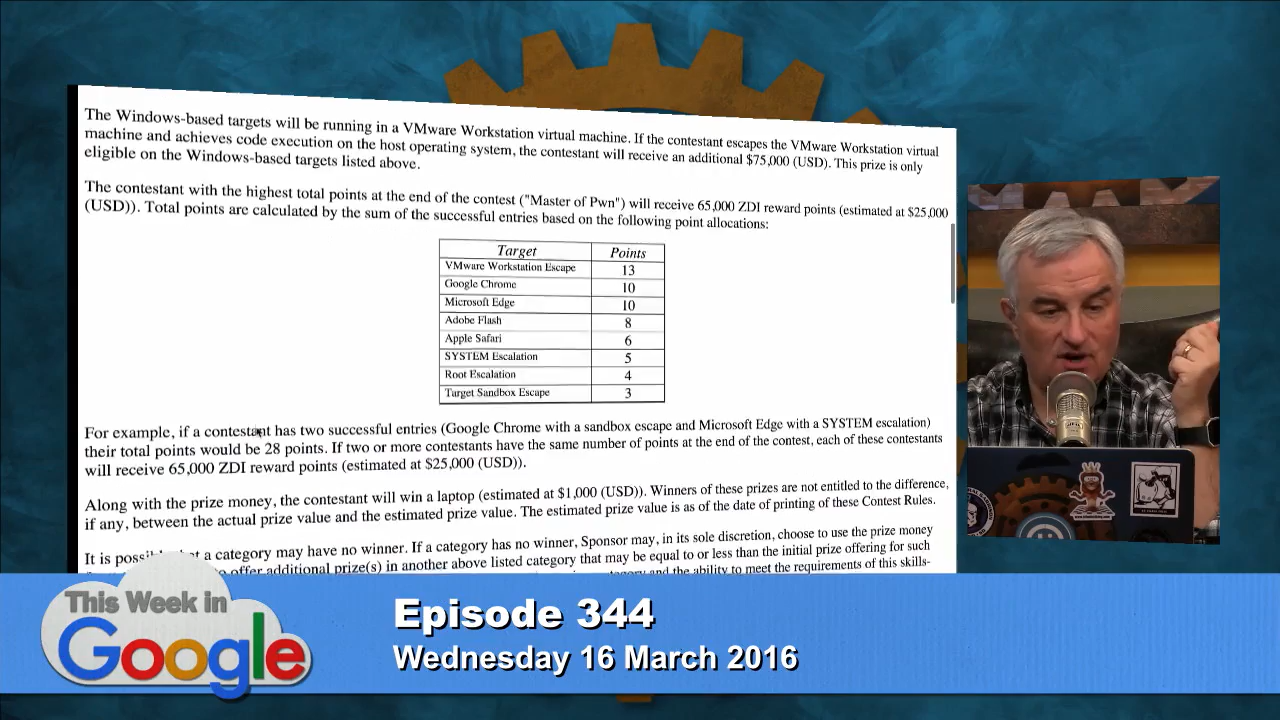 The Windows-based targets will be running in a VMware Workstation virtual machine. If the contestant escapes the VMware Workstation virtual
machine and achieves code execution on the host operating system, the contestant will receive an additional $75,000 (USD). This prize is only
eligible on the Windows-based targets listed above.
The contestant with the highest total points at the end of the contest ("Master of Pwn") will receive 65,000 ZDI reward points (estimated at $25,000
(USD)). Total points are calculated by the sum of the successful entries based on the following point allocations:
Target Points
VMware Workstation Escape 13
Google Chrome 10
Microsoft Edge 10
Adobe Flash 8
Apple Safari 6
SYSTEM Escalation 5
Root Escalation 4
Target Sandbox Escape 3
For example, if a contestant has two successful entries (Google Chrome with a sandbox escape and Microsoft Edge with a SYSTEM escalation)
their total points would be 28 points. If two or more contestants have the same number of points at the end of the contest, each of these contestants
will receive 65,000 ZDI reward points (estimated at $25,000 (USD)).
Along with the prize money, the contestant will win a laptop (estimated at $1,000 (USD)). Winners of these prizes are not entitled to the difference,
if any, between the actual prize value and the estimated prize value. The estimated prize value is as of the date of printing of these Contest Rules.
It is a category may have no winner. If a category has no winner, Sponsor may, in its sole discretion, choose to use the prize money
to offer additional prize(s) in another above listed category that may be equal to or less than the initial prize offering for such
and the ability to meet the requirements of this skills-
This Week in
Google
Episode 344
Wednesday 16 March 2016